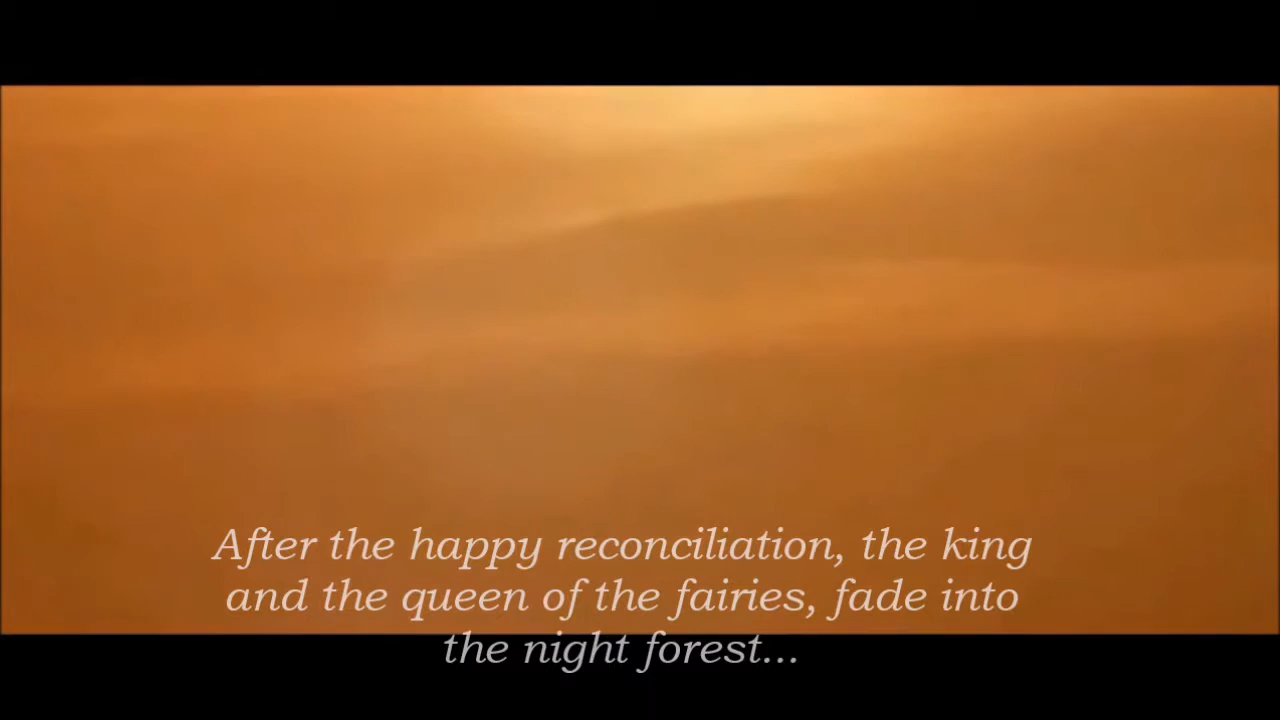 After the happy reconciliation, the king
and the queen of the fairies, fade into
the night forest...